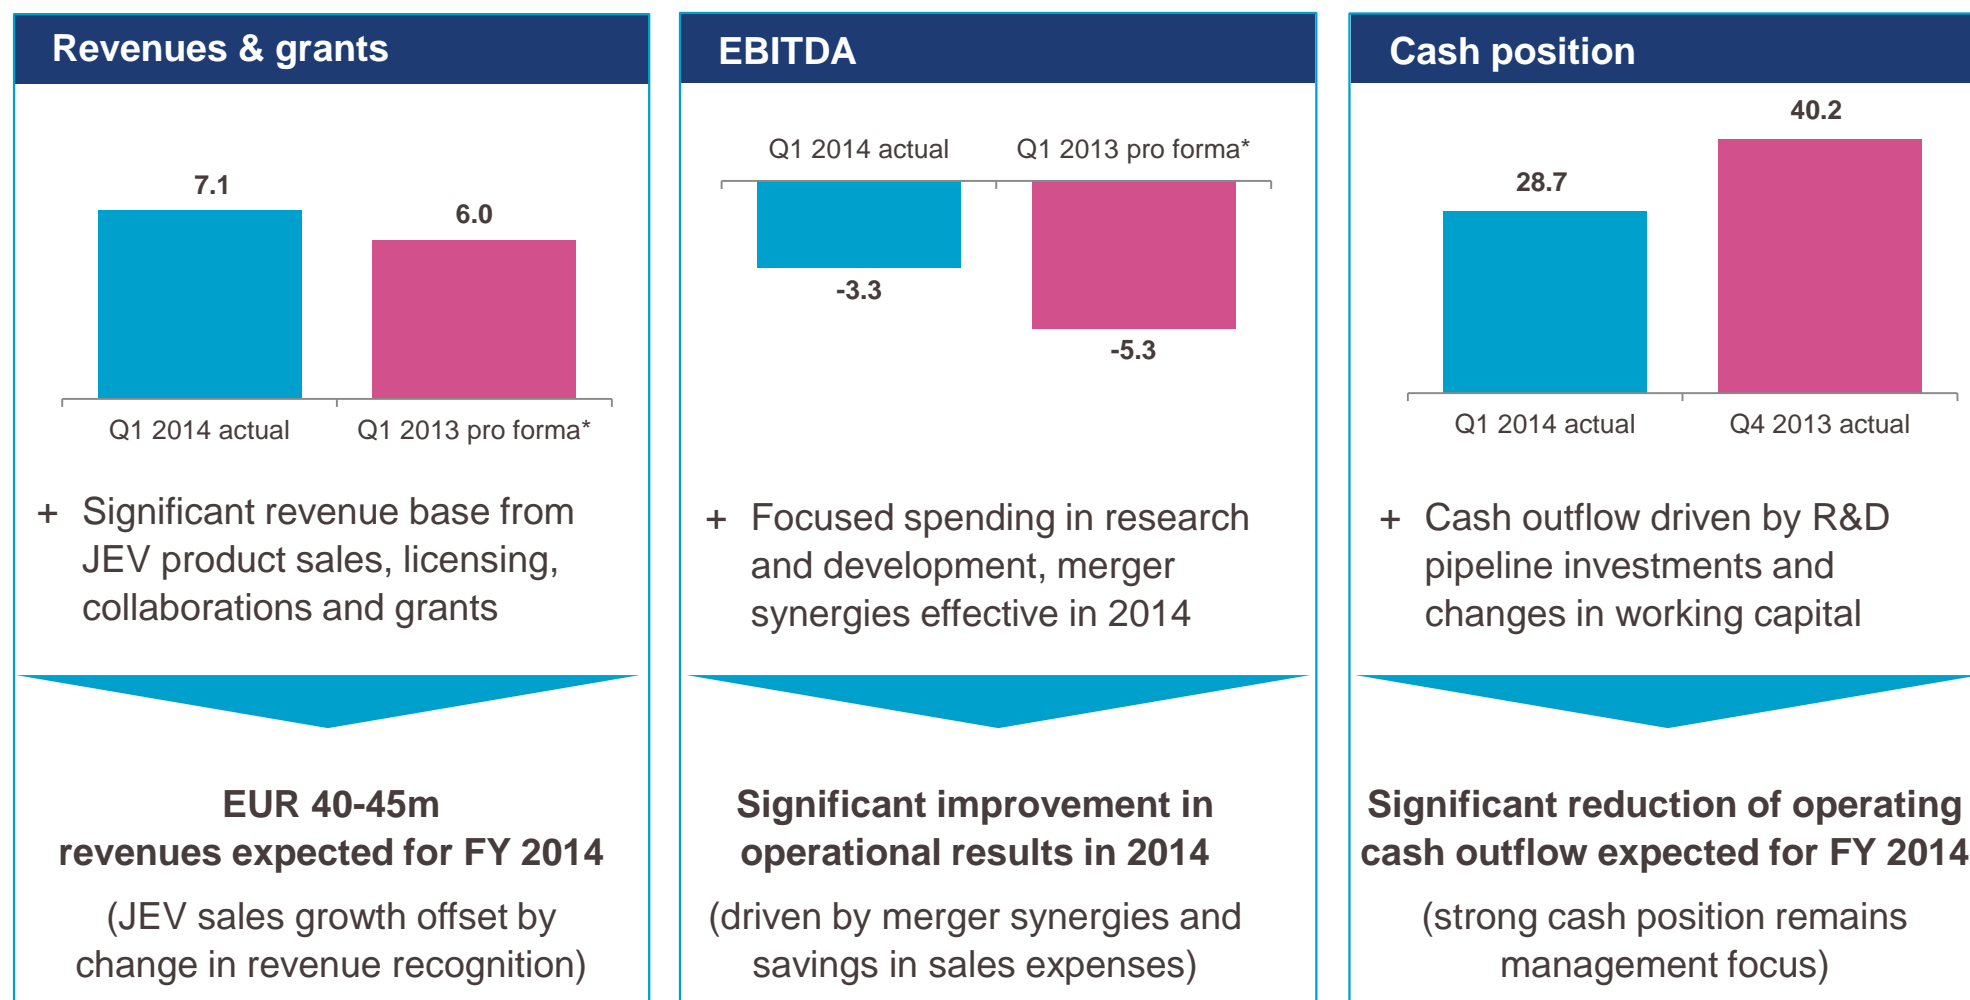 Revenues & grants
7.1
6.0
Q1 2014 actual
Q1 2013 pro forma*
+ Significant revenue base from
JEV product sales, licensing,
collaborations and grants
EUR 40-45m
revenues expected for FY 2014
(JEV sales growth offset by
change in revenue recognition)
EBITDA
Q1 2014 actual
Q1 2013 pro forma*
-3.3
-5.3
+ Focused spending in research
and development, merger
synergies effective in 2014
Significant improvement in
operational results in 2014
(driven by merger synergies and
savings in sales expenses)
Cash position
40.2
28.7
Q1 2014 actual
Q4 2013 actual
+ Cash outflow driven by R&D
pipeline investments and
changes in working capital
Significant reduction of operating
cash outflow expected for FY 2014
(strong cash position remains
management focus)